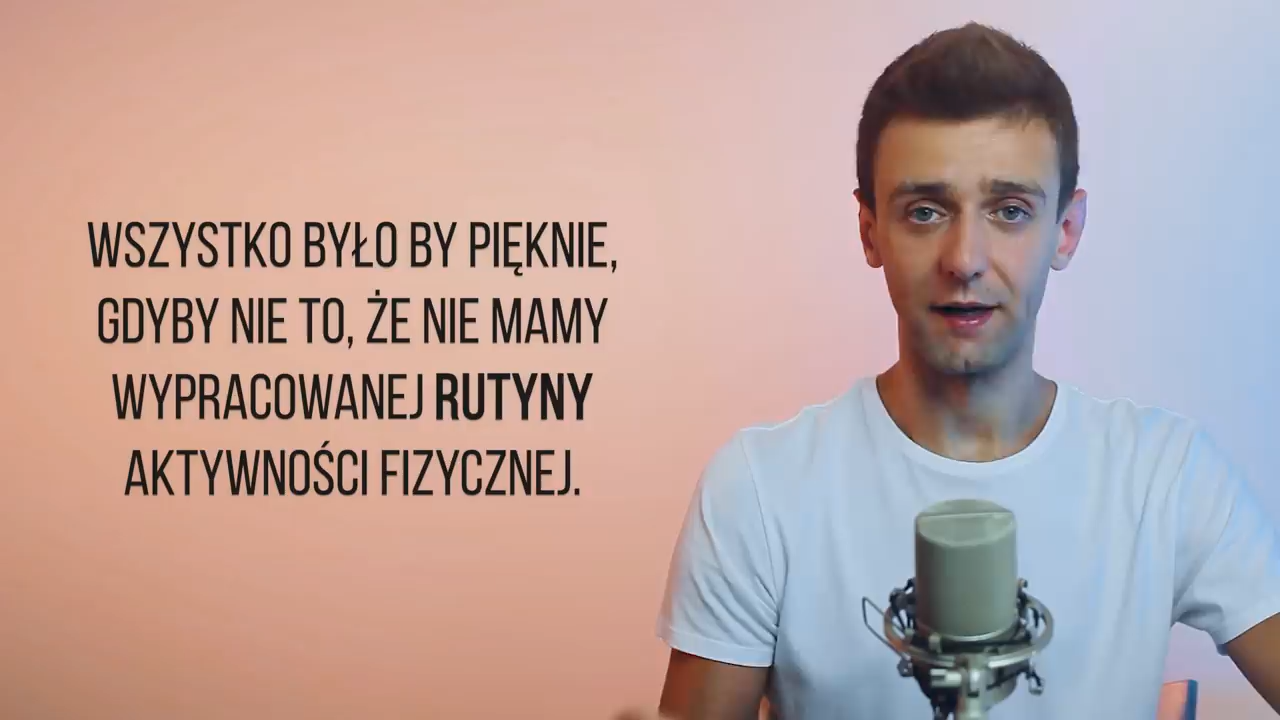 WSZYSTKO BYŁO BY PIĘKNIE,
GDYBY NIE TO, ŻE NIE MAMY
WYPRACOWANEJ RUTYNY
AKTYWNOŚCI FIZYCZNEJ.